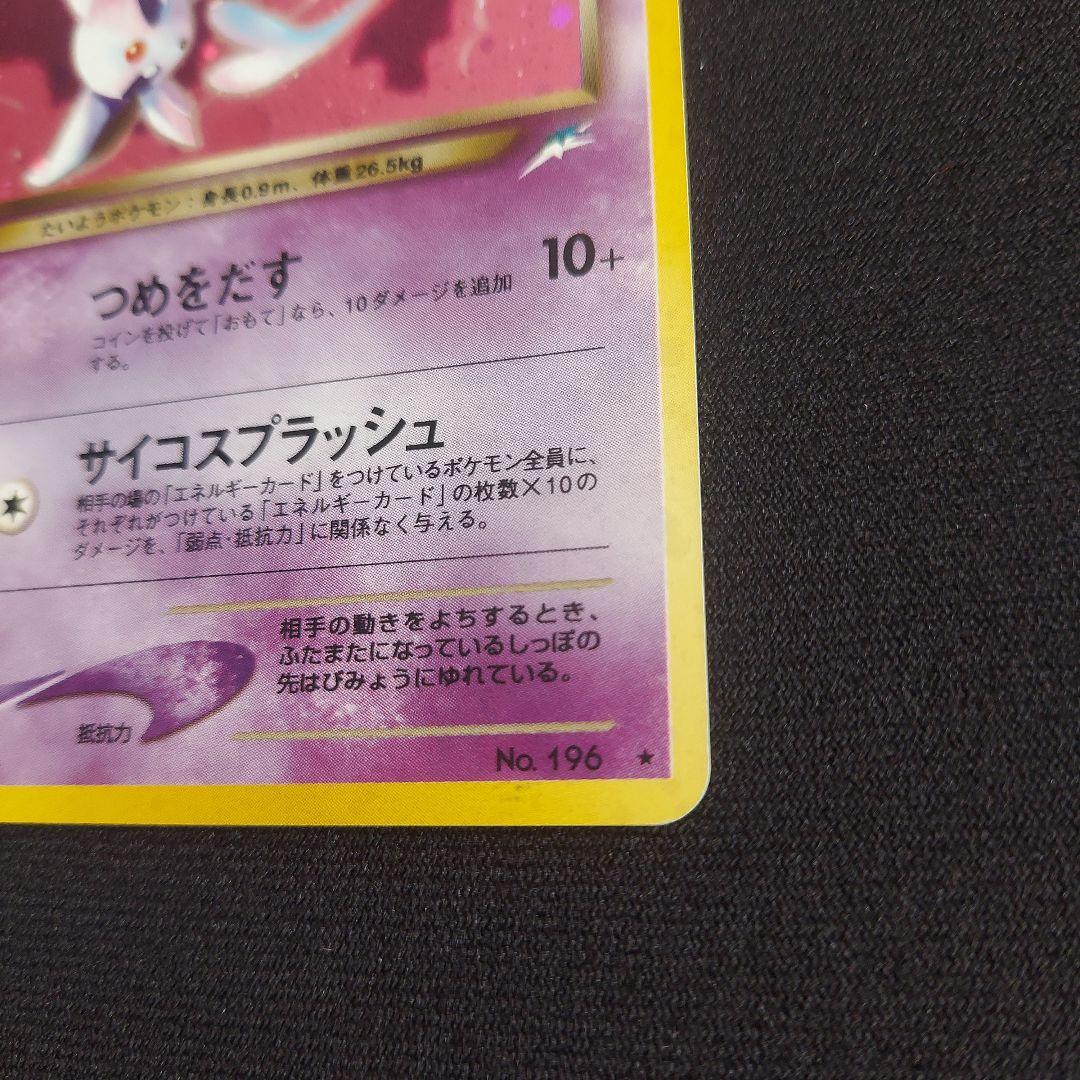 たいようポケモン：身長0.9m、体重26.5kg
つめをだす 10+
コインを投げて「おもて」なら、10ダメージを追加
する。
サイコスプラッシュ
相手の場の「エネルギーカード」をつけているポケモン全員に、
それぞれがつけている「エネルギーカード」の枚数×10の
ダメージを、「弱点・抵抗力」に関係なく与える。
相手の動きをよちするとき、
ふたまたになっているしっぽの
先はびみょうにゆれている。
抵抗力
No. 196 ★